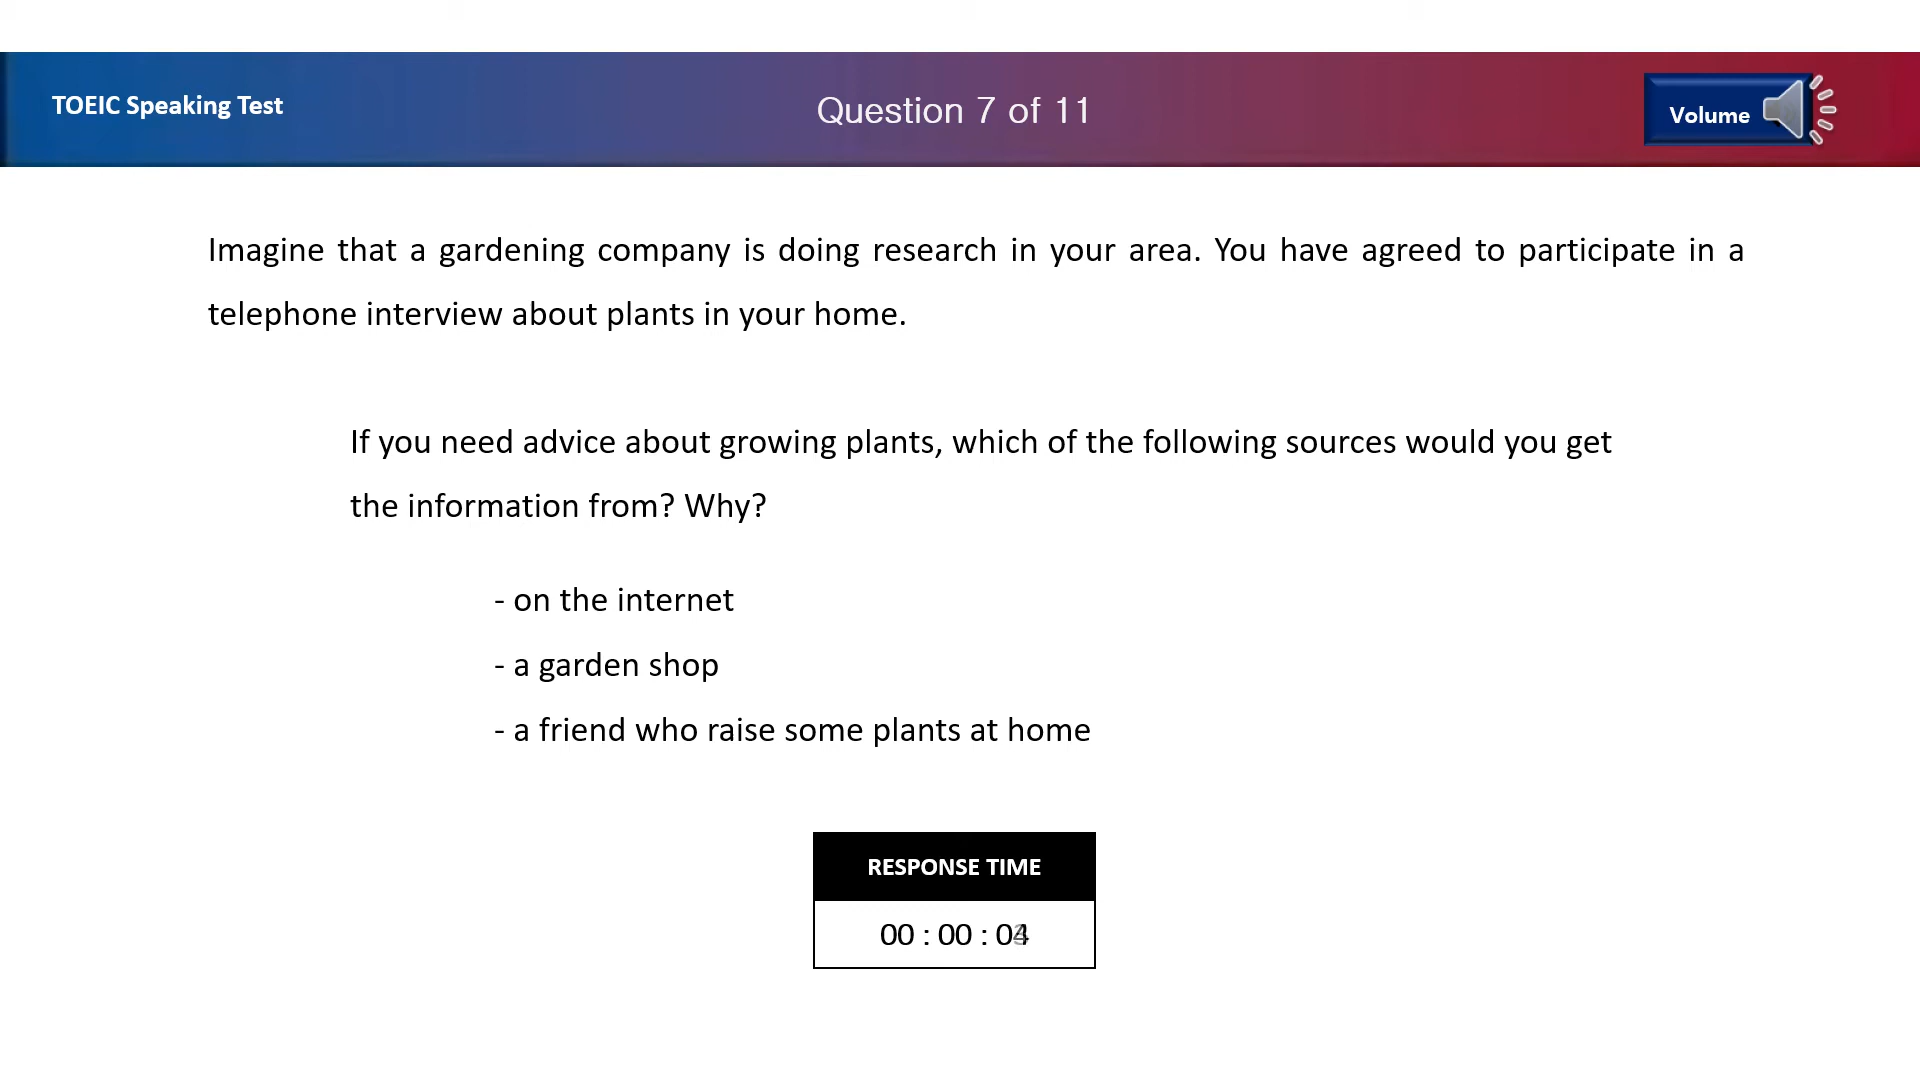 TOEIC Speaking Test
Question 7 of 11
Volume
Imagine that a gardening company is doing research in your area. You have agreed to participate in a
telephone interview about plants in your home.
If you need advice about growing plants, which of the following sources would you get
the information from? Why?
- on the internet
- a garden shop
- a friend who raise some plants at home
RESPONSE TIME
00 : 00 : 04